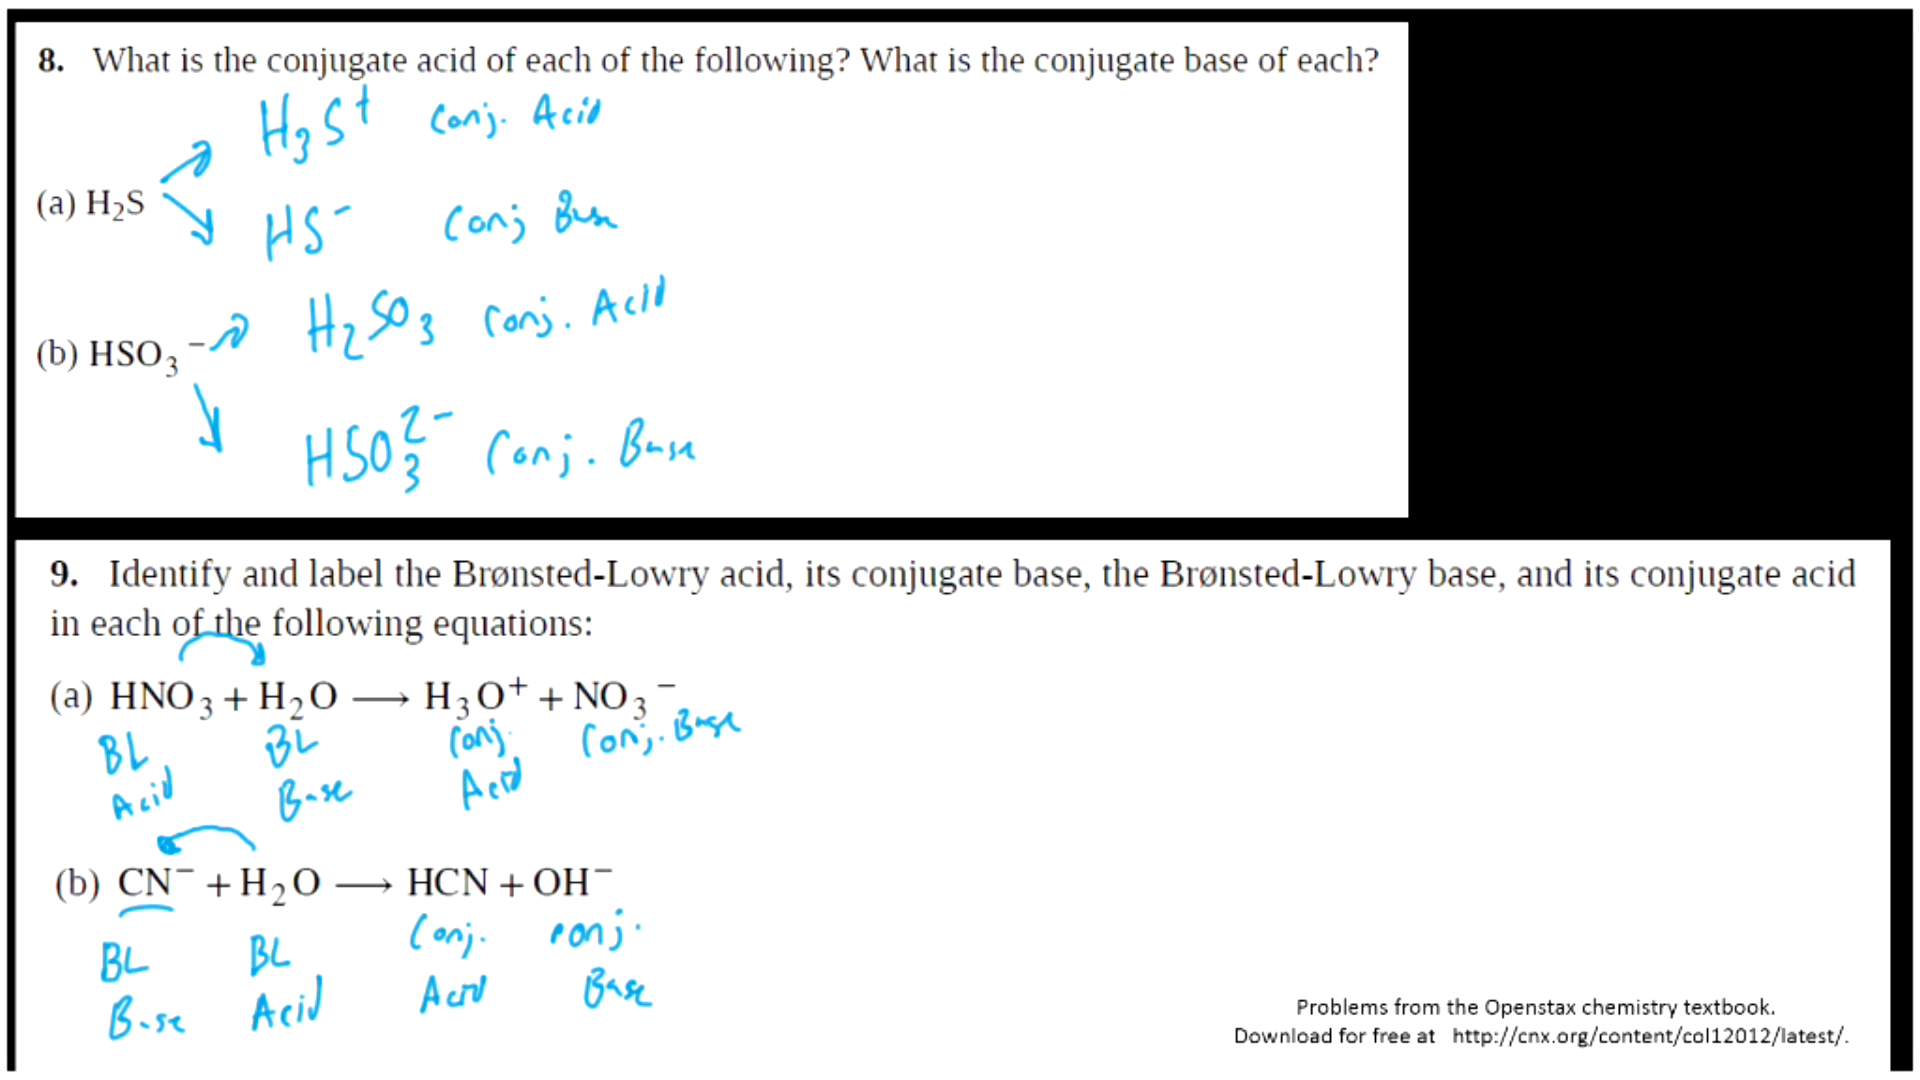 8. What is the conjugate acid of each of the following? What is the conjugate base of each?
H₃S⁺ Conj. Acid
(a) H₂S
HS⁻ Conj Base
H₂SO₃ Conj. Acid
(b) HSO₃⁻
HSO₃²⁻ Conj. Base
9. Identify and label the Brønsted-Lowry acid, its conjugate base, the Brønsted-Lowry base, and its conjugate acid
in each of the following equations:
(a) HNO₃ + H₂O ⟶ H₃O⁺ + NO₃⁻
BL BL Conj. Conj. Base
Acid Base Acid
(b) CN⁻ + H₂O ⟶ HCN + OH⁻
BL BL Conj. Conj.
Base Acid Acid Base
Problems from the Openstax chemistry textbook.
Download for free at http://cnx.org/content/col12012/latest/.